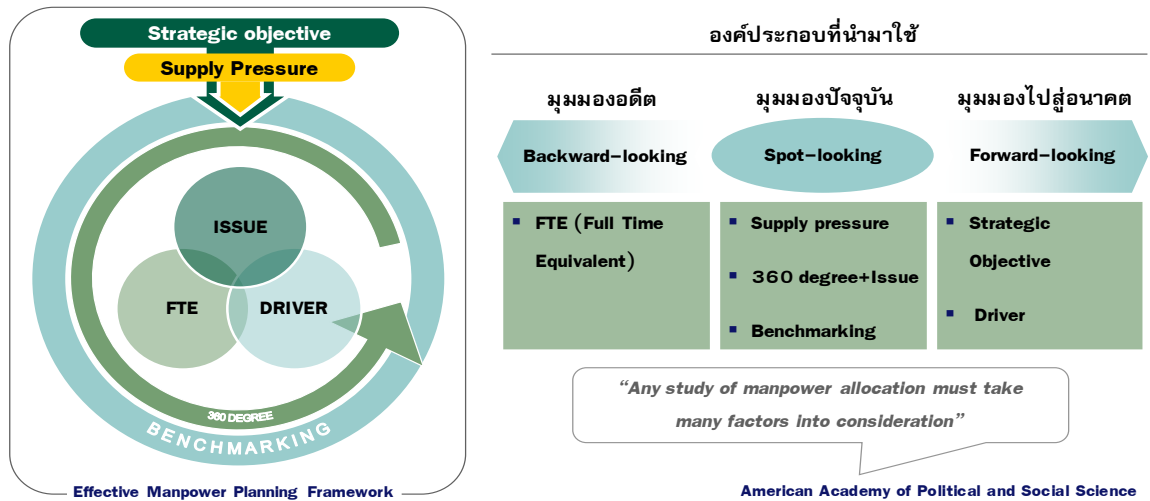 Strategic objective
Supply Pressure
ISSUE
FTE
DRIVER
360 DEGREE
BENCHMARKING
Effective Manpower Planning Framework
องค์ประกอบที่นำมาใช้
มุมมองอดีต
มุมมองปัจจุบัน
มุมมองไปสู่อนาคต
Backward-looking
Spot-looking
Forward-looking
▪ FTE (Full Time
Equivalent)
▪ Supply pressure
▪ 360 degree+Issue
▪ Benchmarking
▪ Strategic
Objective
▪ Driver
“Any study of manpower allocation must take
many factors into consideration”
American Academy of Political and Social Science